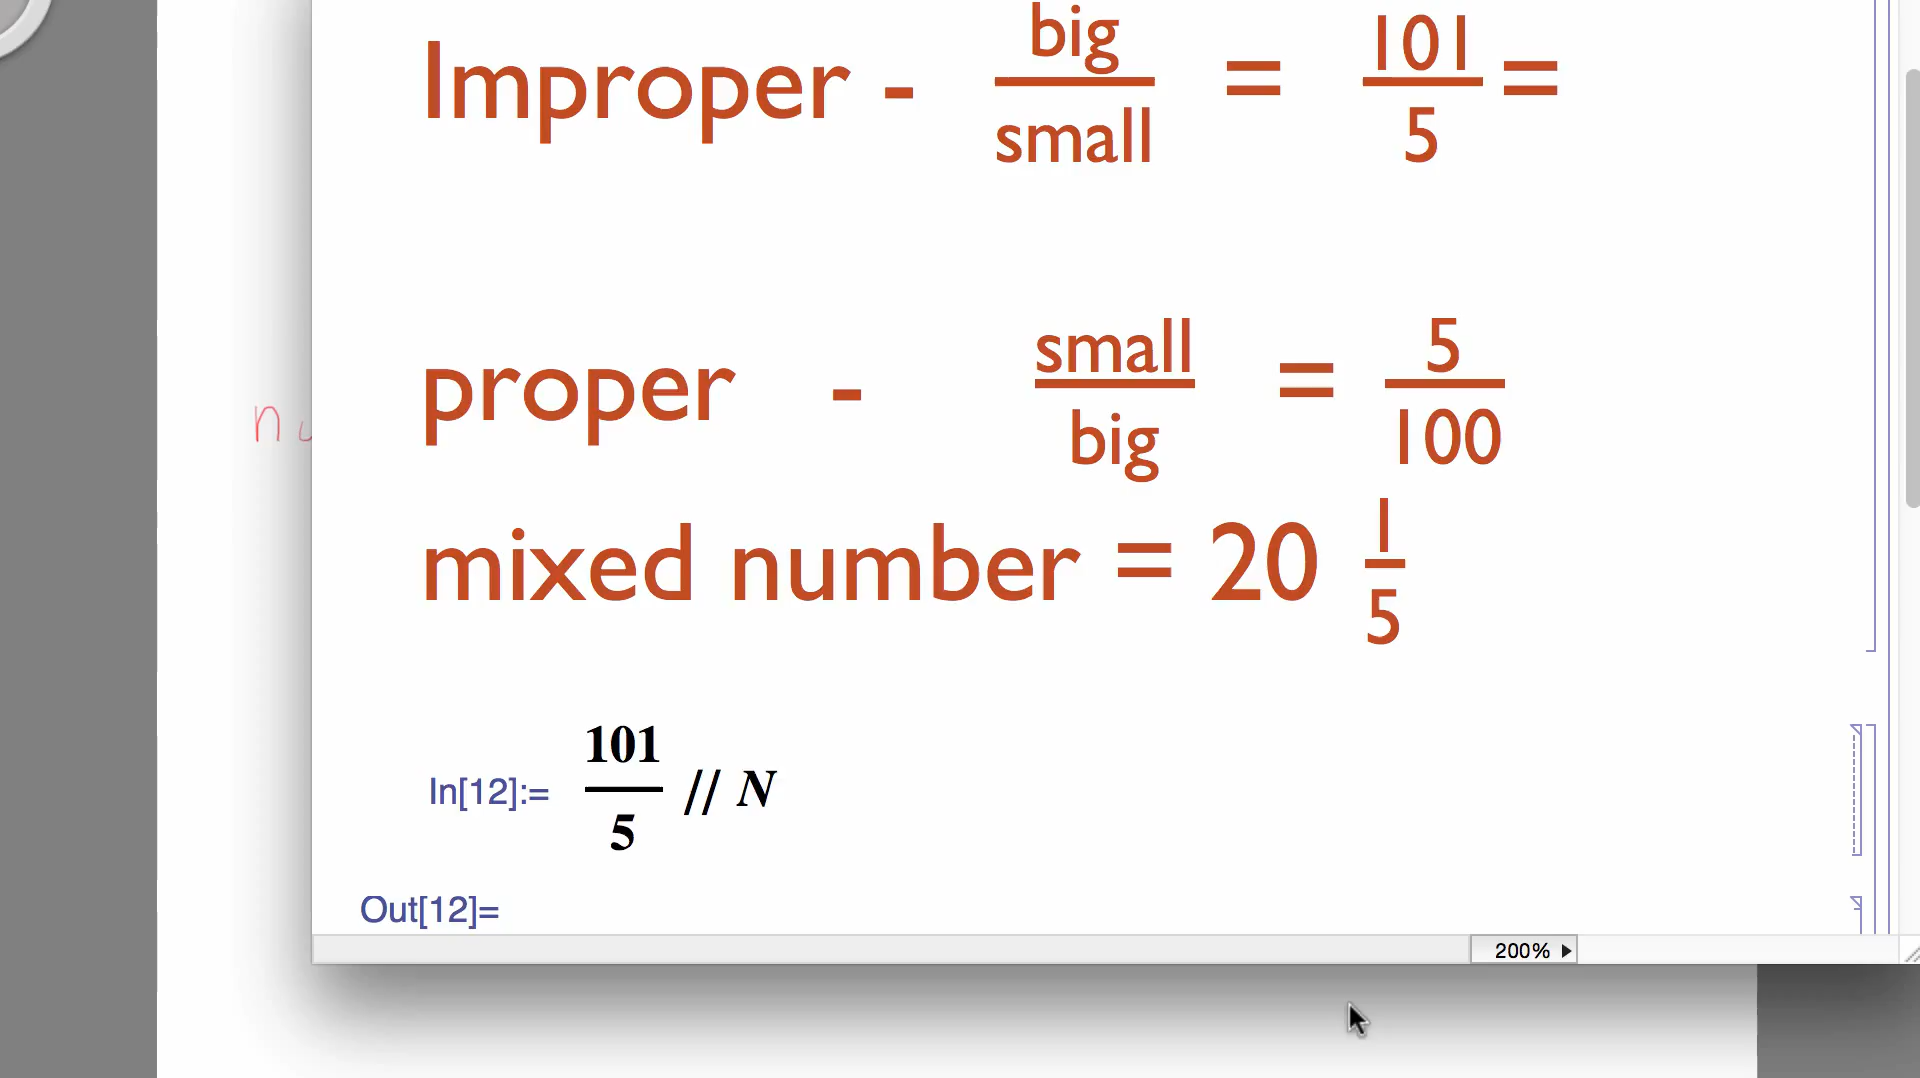 Improper - big/small = 101/5 =
proper - small/big = 5/100
n
mixed number = 20 1/5
In[12]:= 101/5 // N
Out[12]=
200%